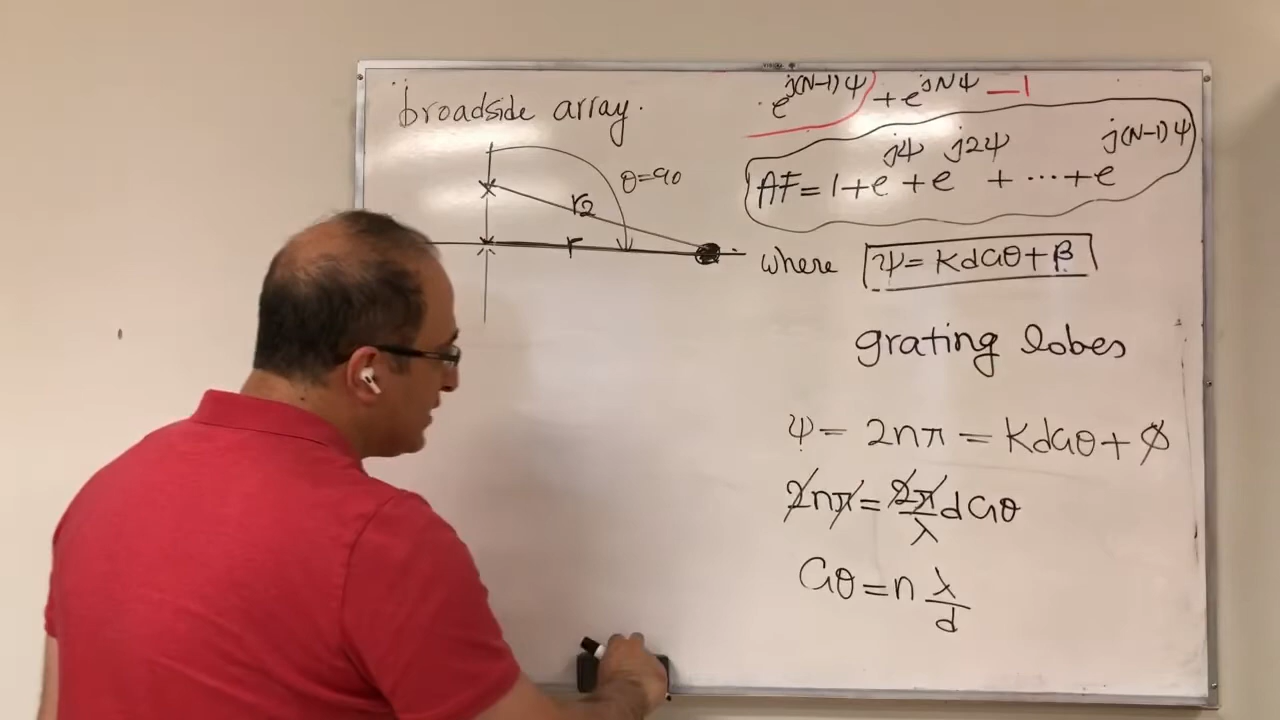 broadside array.
θ=90
r2
r
e^{j(N-1)ψ} + e^{jNψ} - 1
AF = 1 + e^{jψ} + e^{j2ψ} + ... + e^{j(N-1)ψ}
where ψ = Kd Cosθ + β
grating lobes
ψ = 2nπ = Kd Cosθ + ϕ
2nπ = 2π/λ d Cosθ
Cosθ = n λ/d